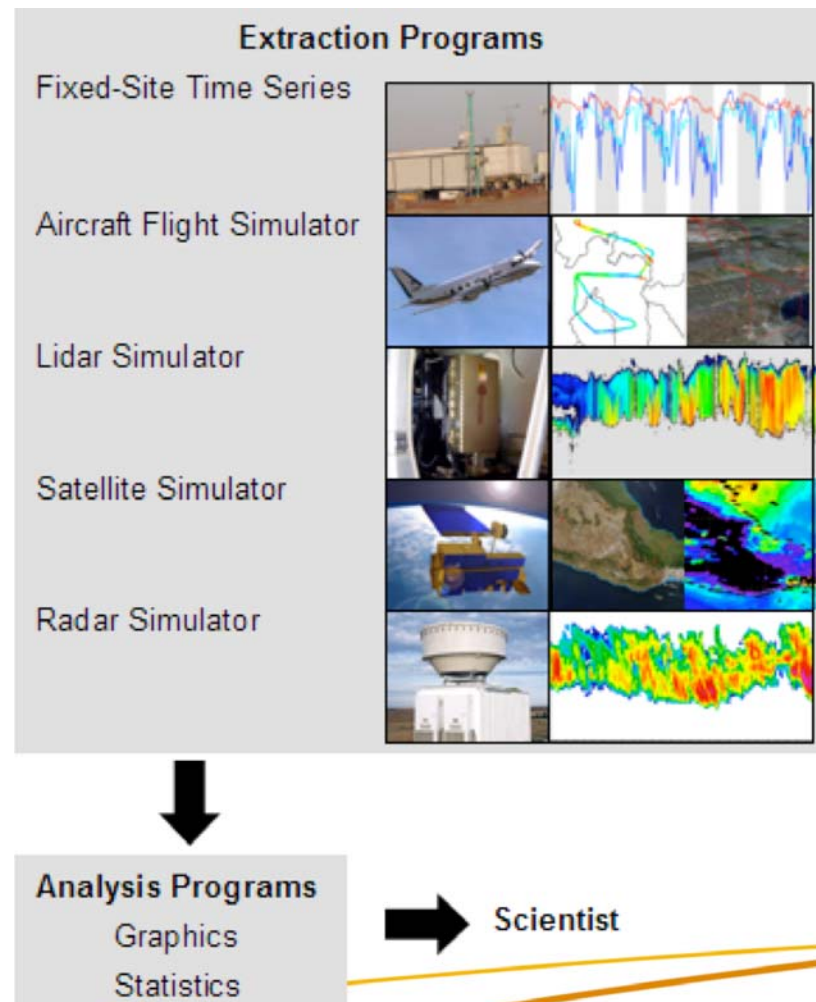 Extraction Programs
Fixed-Site Time Series
Aircraft Flight Simulator
Lidar Simulator
Satellite Simulator
Radar Simulator
Analysis Programs
Graphics
Statistics
Scientist